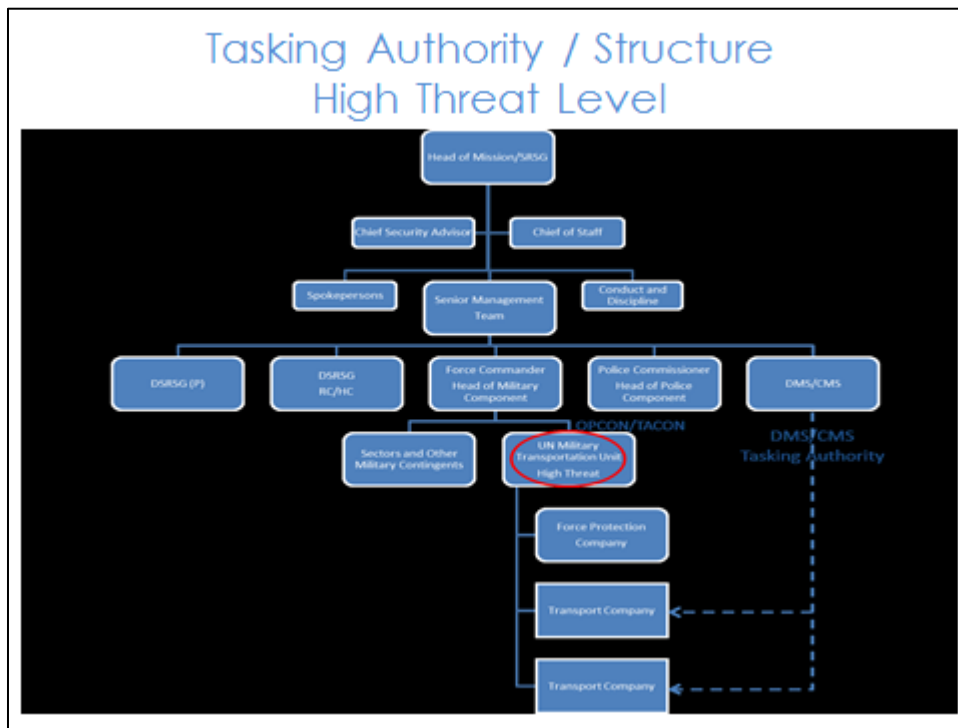 Tasking Authority / Structure
High Threat Level
Head of Mission/SRSG
Chief Security Advisor
Chief of Staff
Spokepersons
Senior Management
Team
Conduct and
Discipline
DSRSG (P)
DSRSG
RC/HC
Force Commander
Head of Military
Component
Police Commissioner
Head of Police
Component
DMS/CMS
OPCON/TACON
DMS/CMS
Tasking Authority
Sectors and Other
Military Contingents
UN Military
Transportation Unit
High Threat
Force Protection
Company
Transport Company
Transport Company